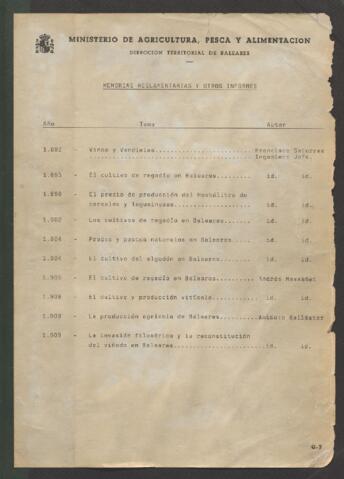 MINISTERIO DE AGRICULTURA, PESCA Y ALIMENTACION
DIRECCION TERRITORIAL DE BALEARES
MEMORIAS REGLAMENTARIAS Y OTROS INFORMES
Año Tema Autor
1.892 - Vinos y Vendimias............ Francisco Satorras
Ingeniero Jefe.
1.895 - El cultivo de regadío en Baleares........ id. id.
1.898 - El precio de producción del Hectólitro de
cereales y leguminosas................... id. id.
1.902 - Los cultivos de regadío en Baleares...... id. id.
1.904 - Prados y pastos naturales en Baleares.... id. id.
1.904 - El cultivo del algodón en Baleares....... id. id.
1.905 - El cultivo de regadío en Baleares........ Andrés
1.908 - El cultivo y producción vitícola......... id. id.
1.908 - La producción agrícola de Baleares....... Ballester
1.909 - La invasión filoxérica y la reconstitución
del viñedo en Baleares................... id. id.